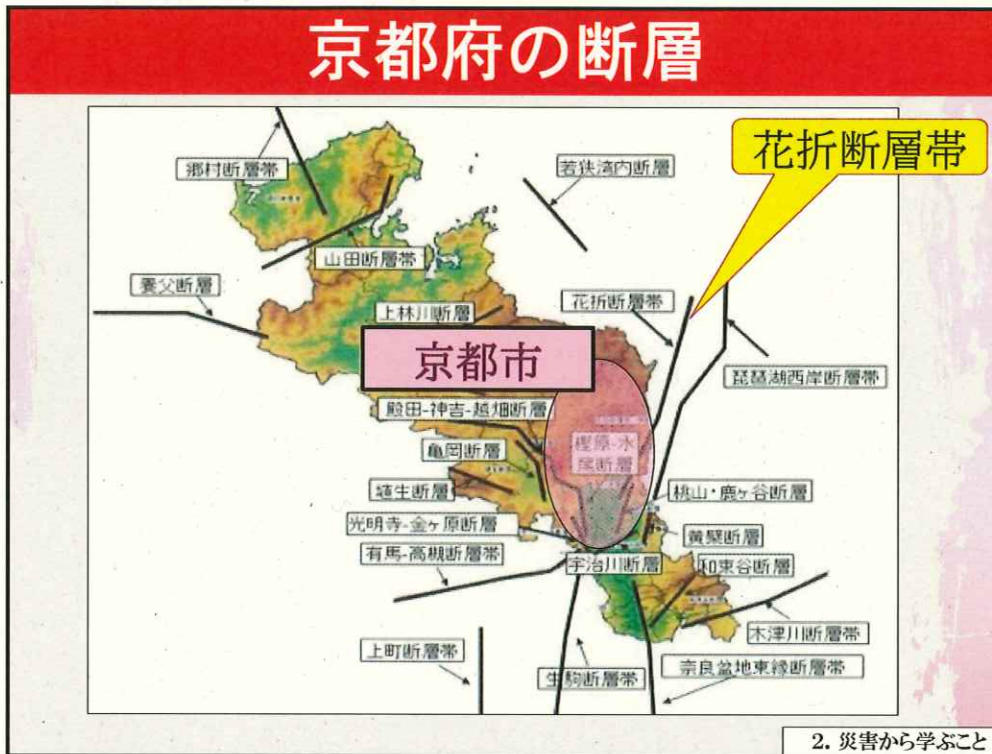 京都府の断層
花折断層帯
郷村断層帯
若狭湾内断層
山田断層帯
養父断層
花折断層帯
上林川断層
京都市
琵琶湖西岸断層帯
殿田-神吉-越畑断層
亀岡断層
樫原-水
尾断層
埴生断層
桃山・鹿ヶ谷断層
光明寺-金ヶ原断層
黄檗断層
有馬-高槻断層帯
宇治川断層
和束谷断層
木津川断層帯
上町断層帯
生駒断層帯
奈良盆地東縁断層帯
2. 災害から学ぶこと